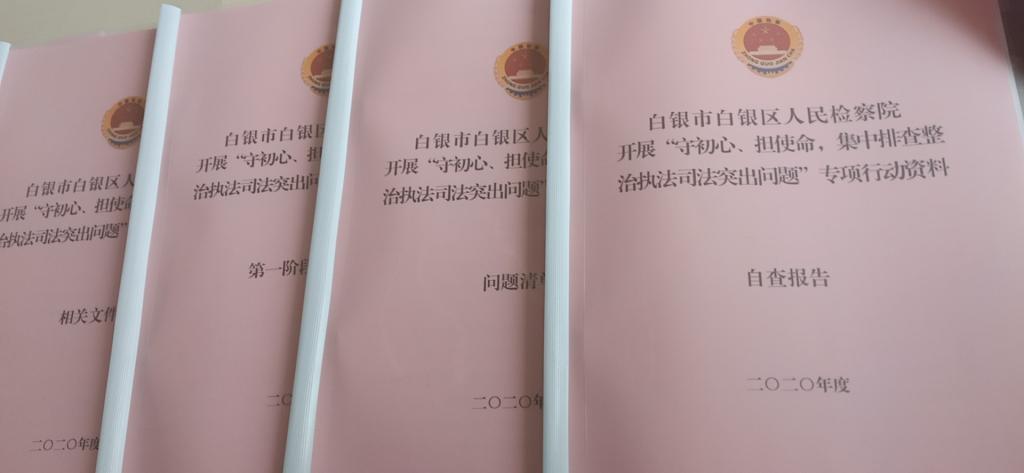 白银市白银区人
开展“守初心、担使命
治执法司法突出问题”
相关文件
二〇二〇年度
白银市白银区
开展“守初心、担
治执法司法突出问
第一阶段
二〇
白银市白银区人
开展“守初心、担使命
治执法司法突出问题”
问题清单
二〇二〇年
白银市白银区人民检察院
开展“守初心、担使命，集中排查整
治执法司法突出问题”专项行动资料
自查报告
二〇二〇年度